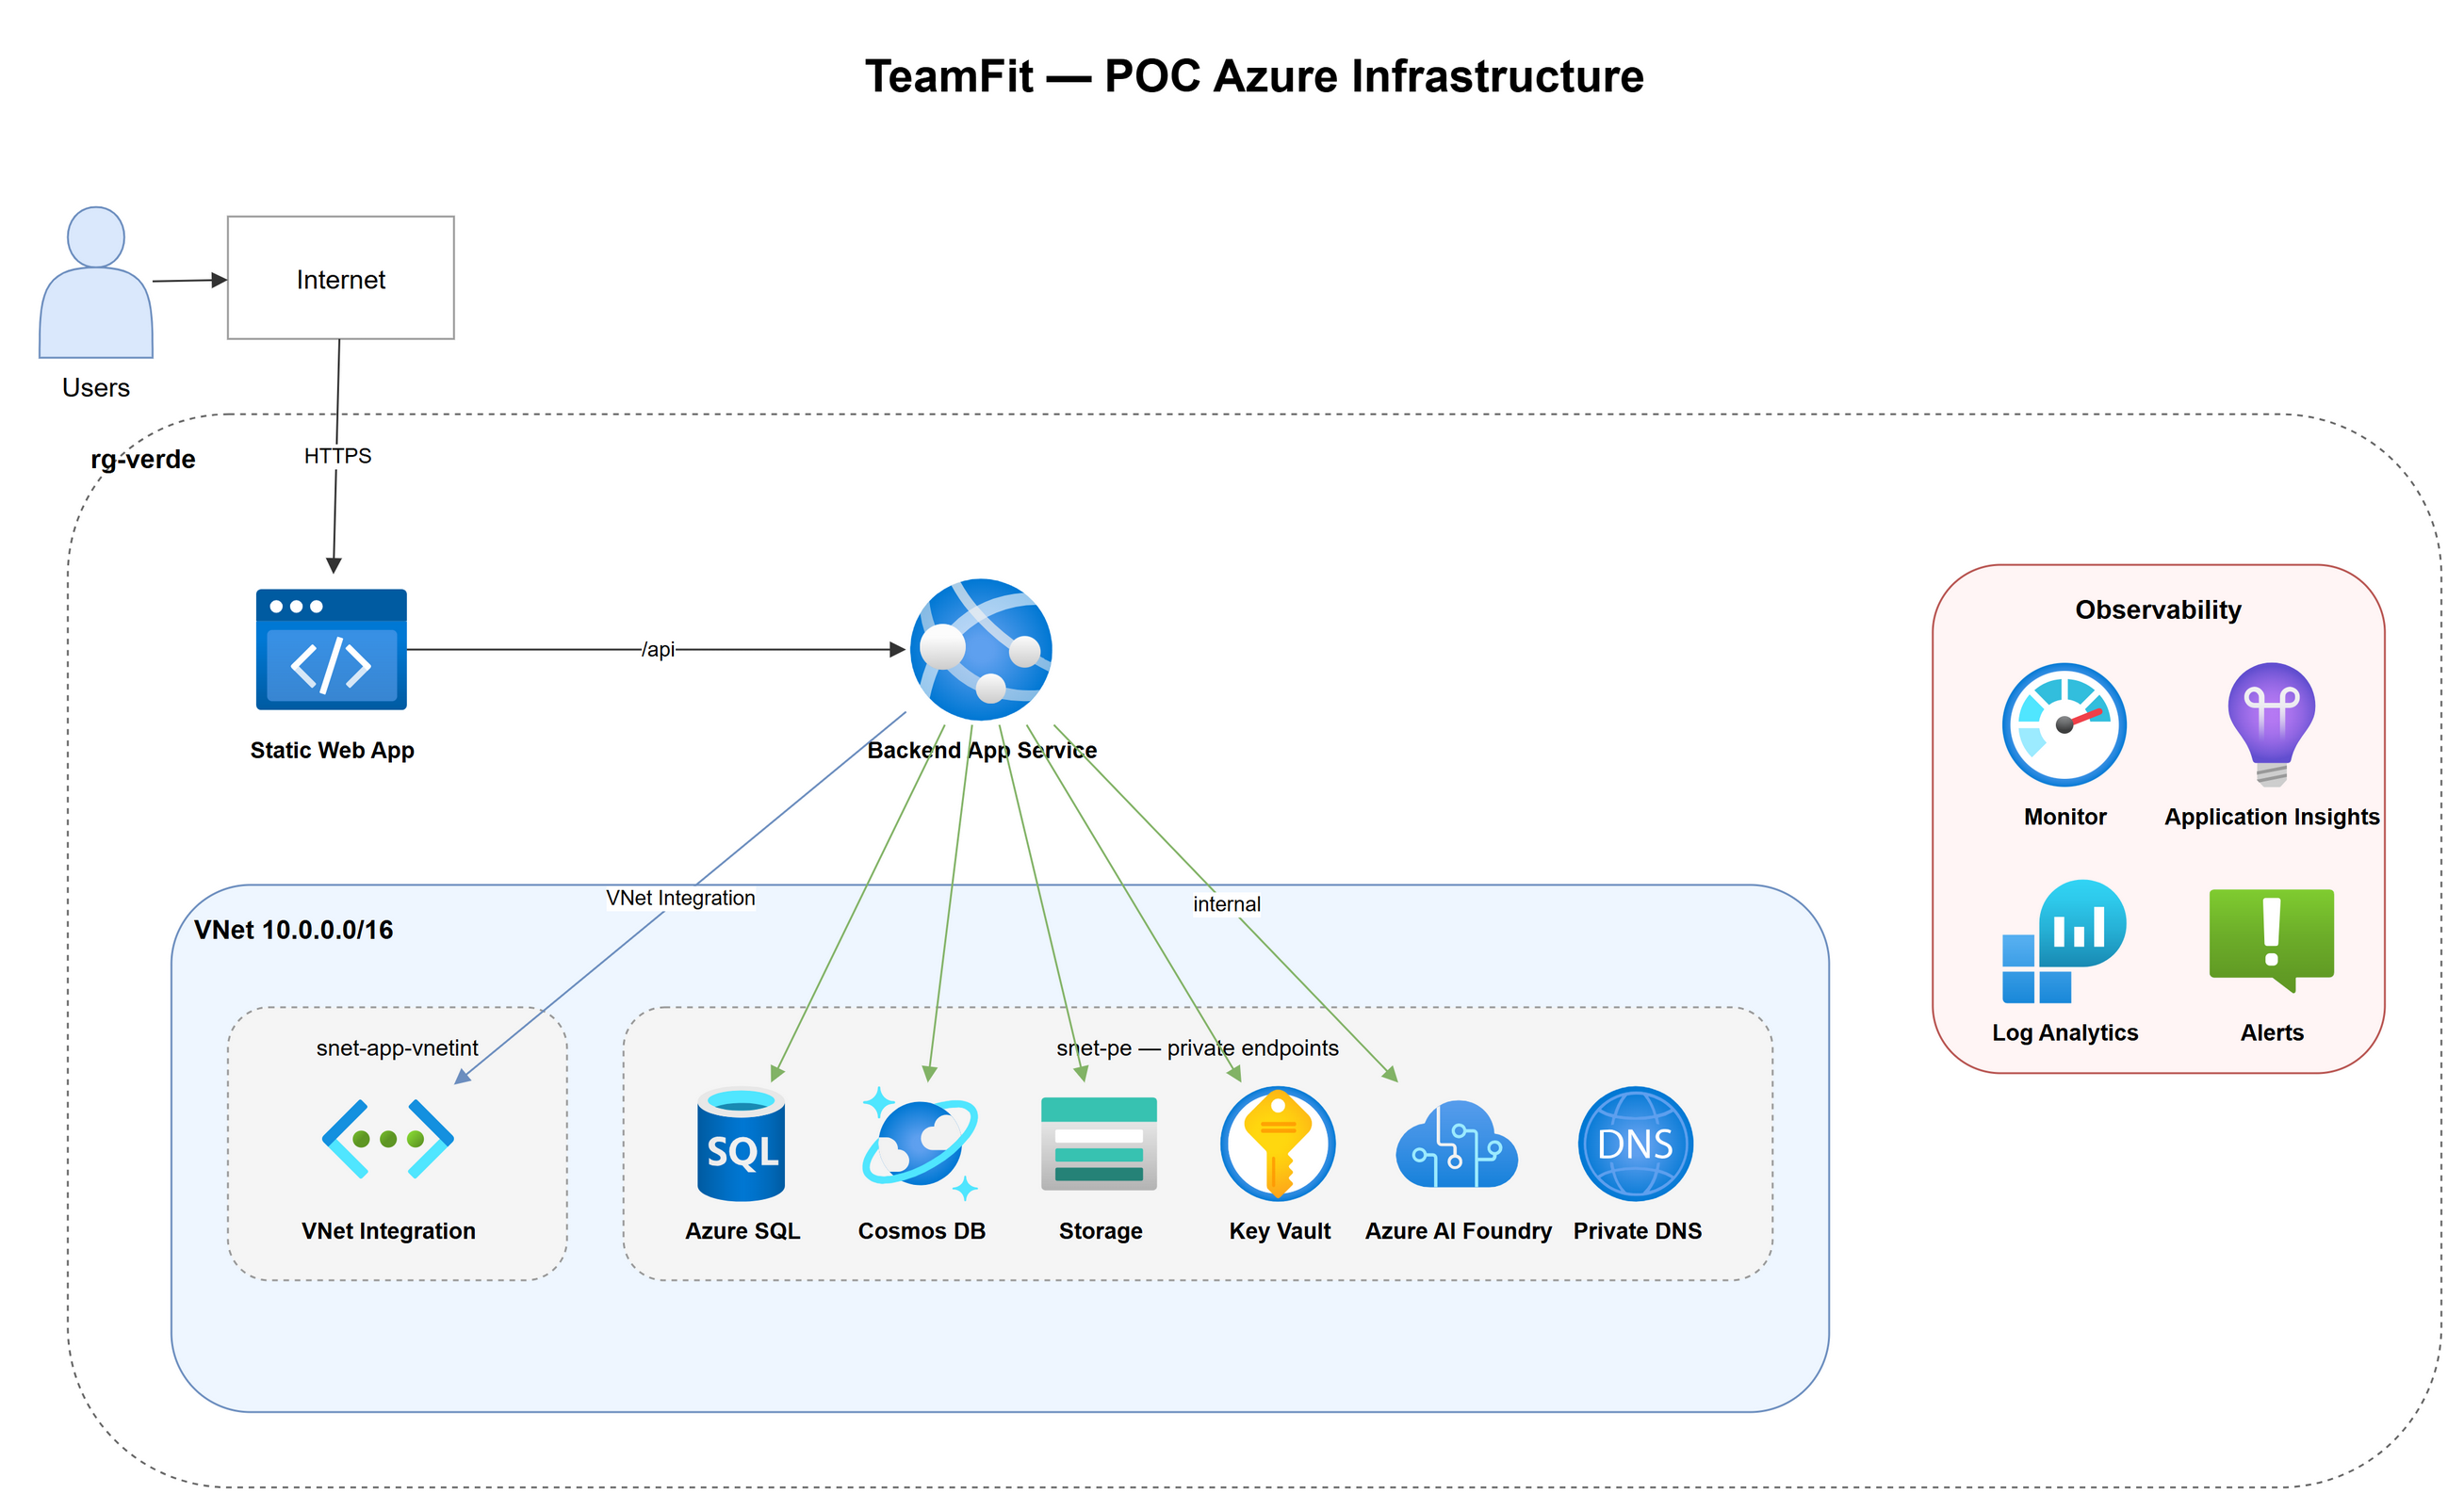 TeamFit — POC Azure Infrastructure
Internet
Users
rg-verde
HTTPS
/api
Static Web App
Backend App Service
Observability
Monitor
Application Insights
Log Analytics
Alerts
VNet Integration
internal
VNet 10.0.0.0/16
snet-app-vnetint
snet-pe — private endpoints
SQL
DNS
VNet Integration
Azure SQL
Cosmos DB
Storage
Key Vault
Azure AI Foundry
Private DNS